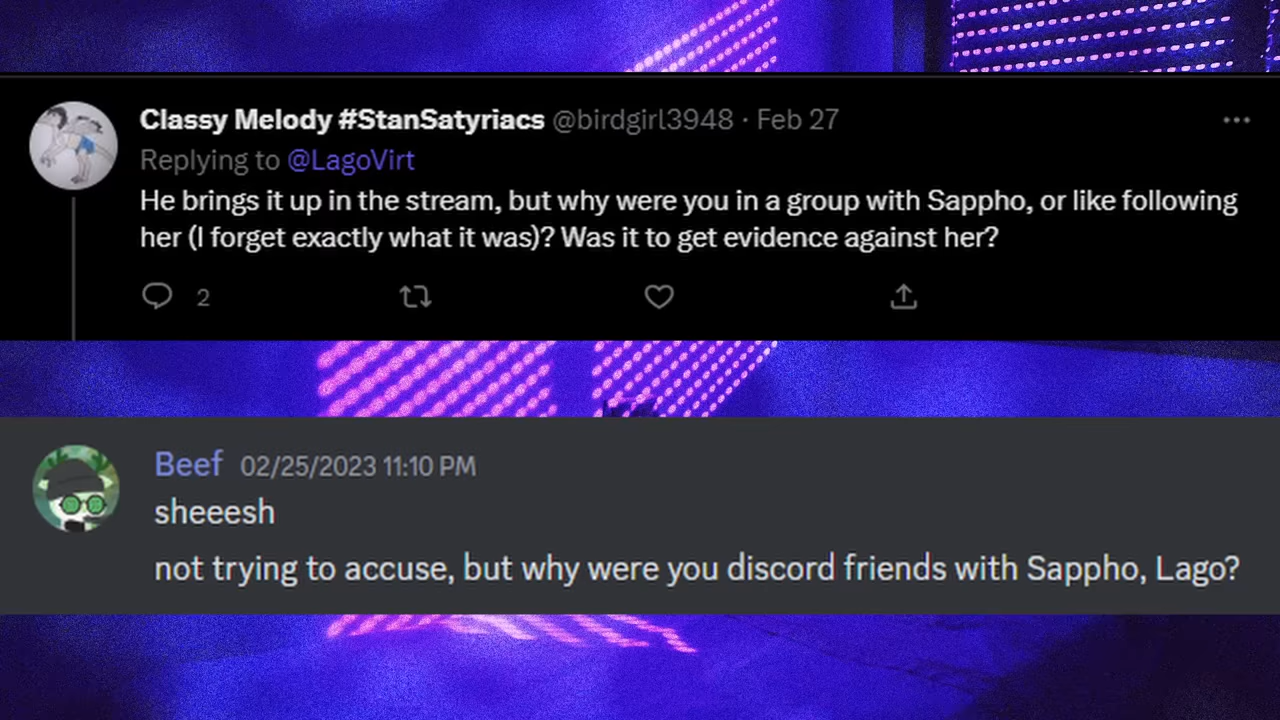 Classy Melody #StanSatyriacs @birdgirl3948 · Feb 27
Replying to @LagoVirt
He brings it up in the stream, but why were you in a group with Sappho, or like following
her (I forget exactly what it was)? Was it to get evidence against her?
2
Beef 02/25/2023 11:10 PM
sheeesh
not trying to accuse, but why were you discord friends with Sappho, Lago?